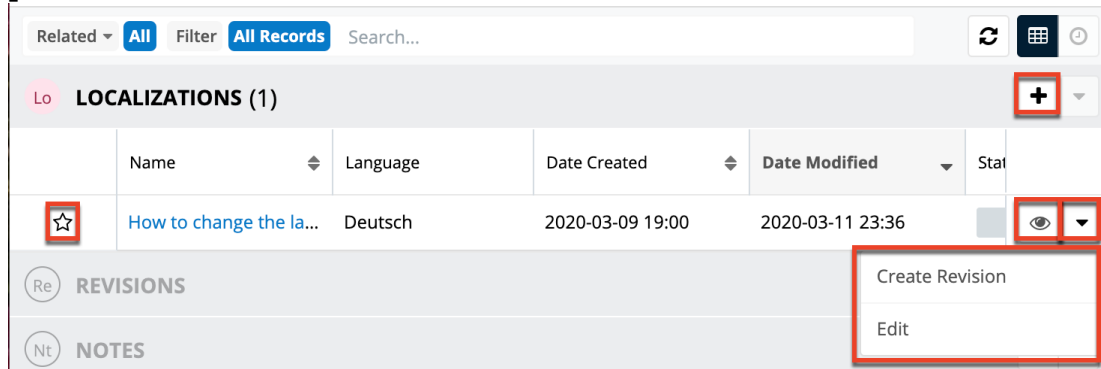 Related All Filter All Records Search...
Lo LOCALIZATIONS (1)
Name Language Date Created Date Modified Stat
How to change the la... Deutsch 2020-03-09 19:00 2020-03-11 23:36
Create Revision
Re REVISIONS
Edit
Nt NOTES